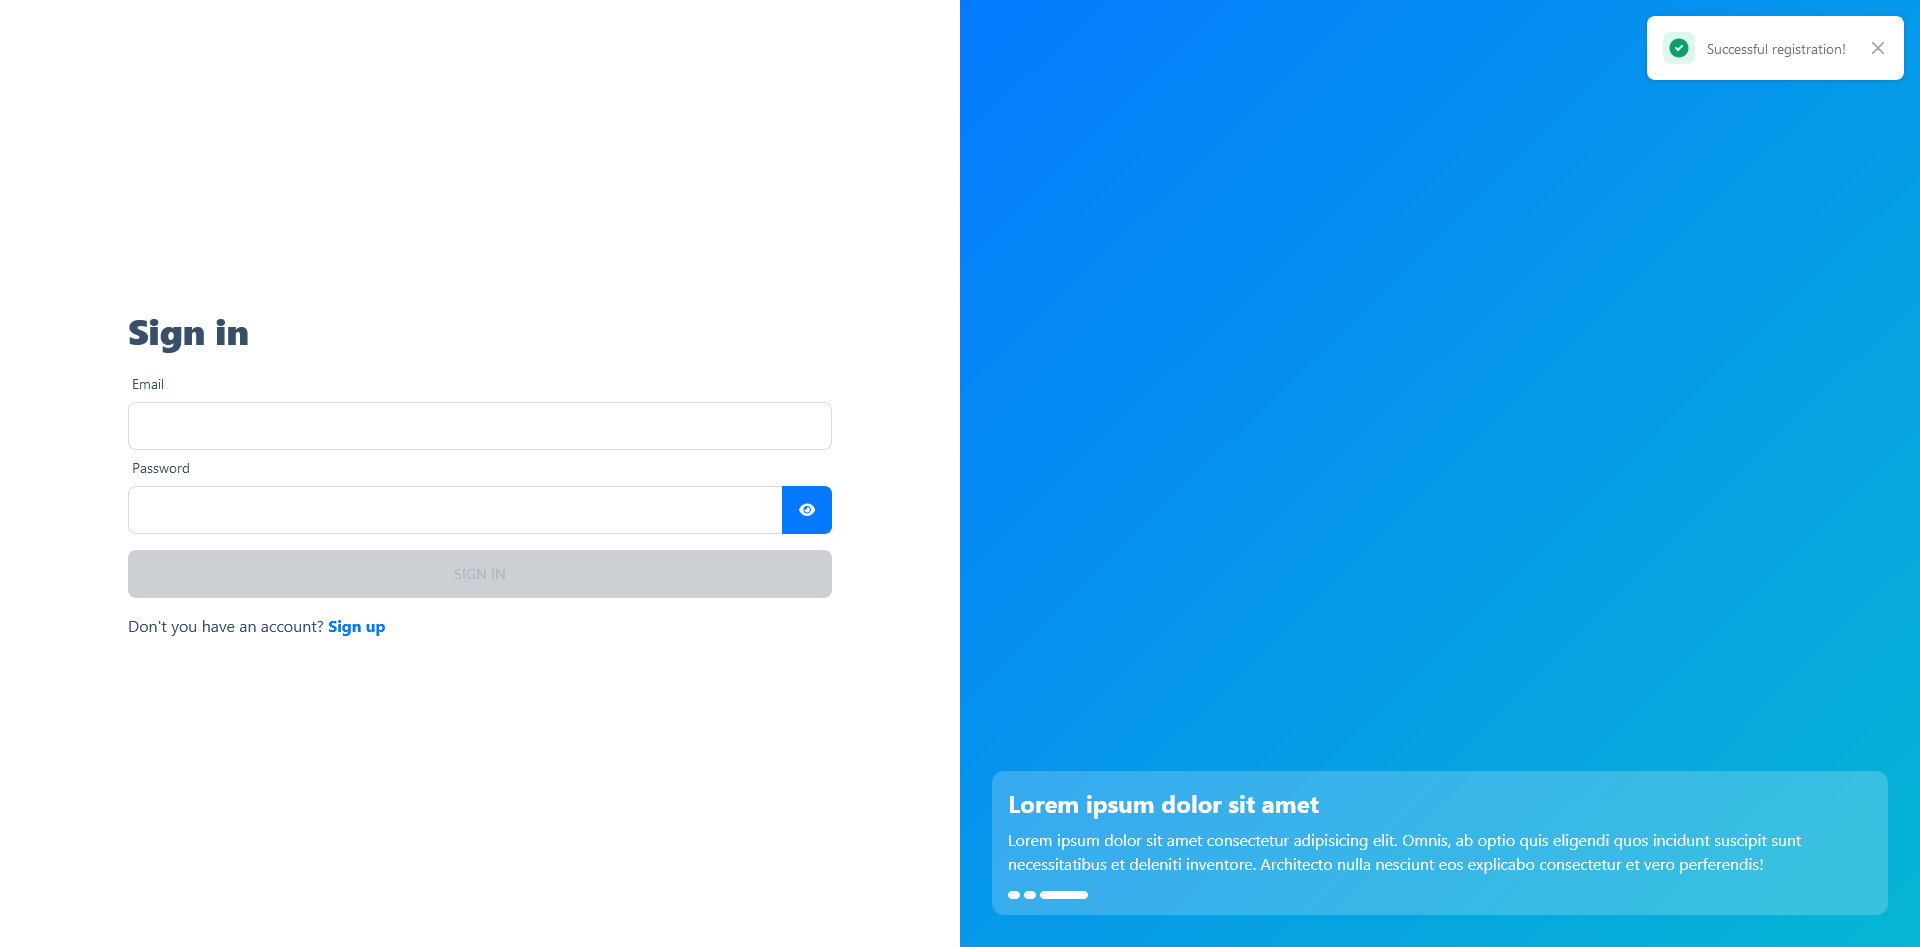 Successful registration!
Sign in
Email
Password
SIGN IN
Don't you have an account? Sign up
Lorem ipsum dolor sit amet
Lorem ipsum dolor sit amet consectetur adipisicing elit. Omnis, ab optio quis eligendi quos incidunt suscipit sunt
necessitatibus et deleniti inventore. Architecto nulla nesciunt eos explicabo consectetur et vero perferendis!